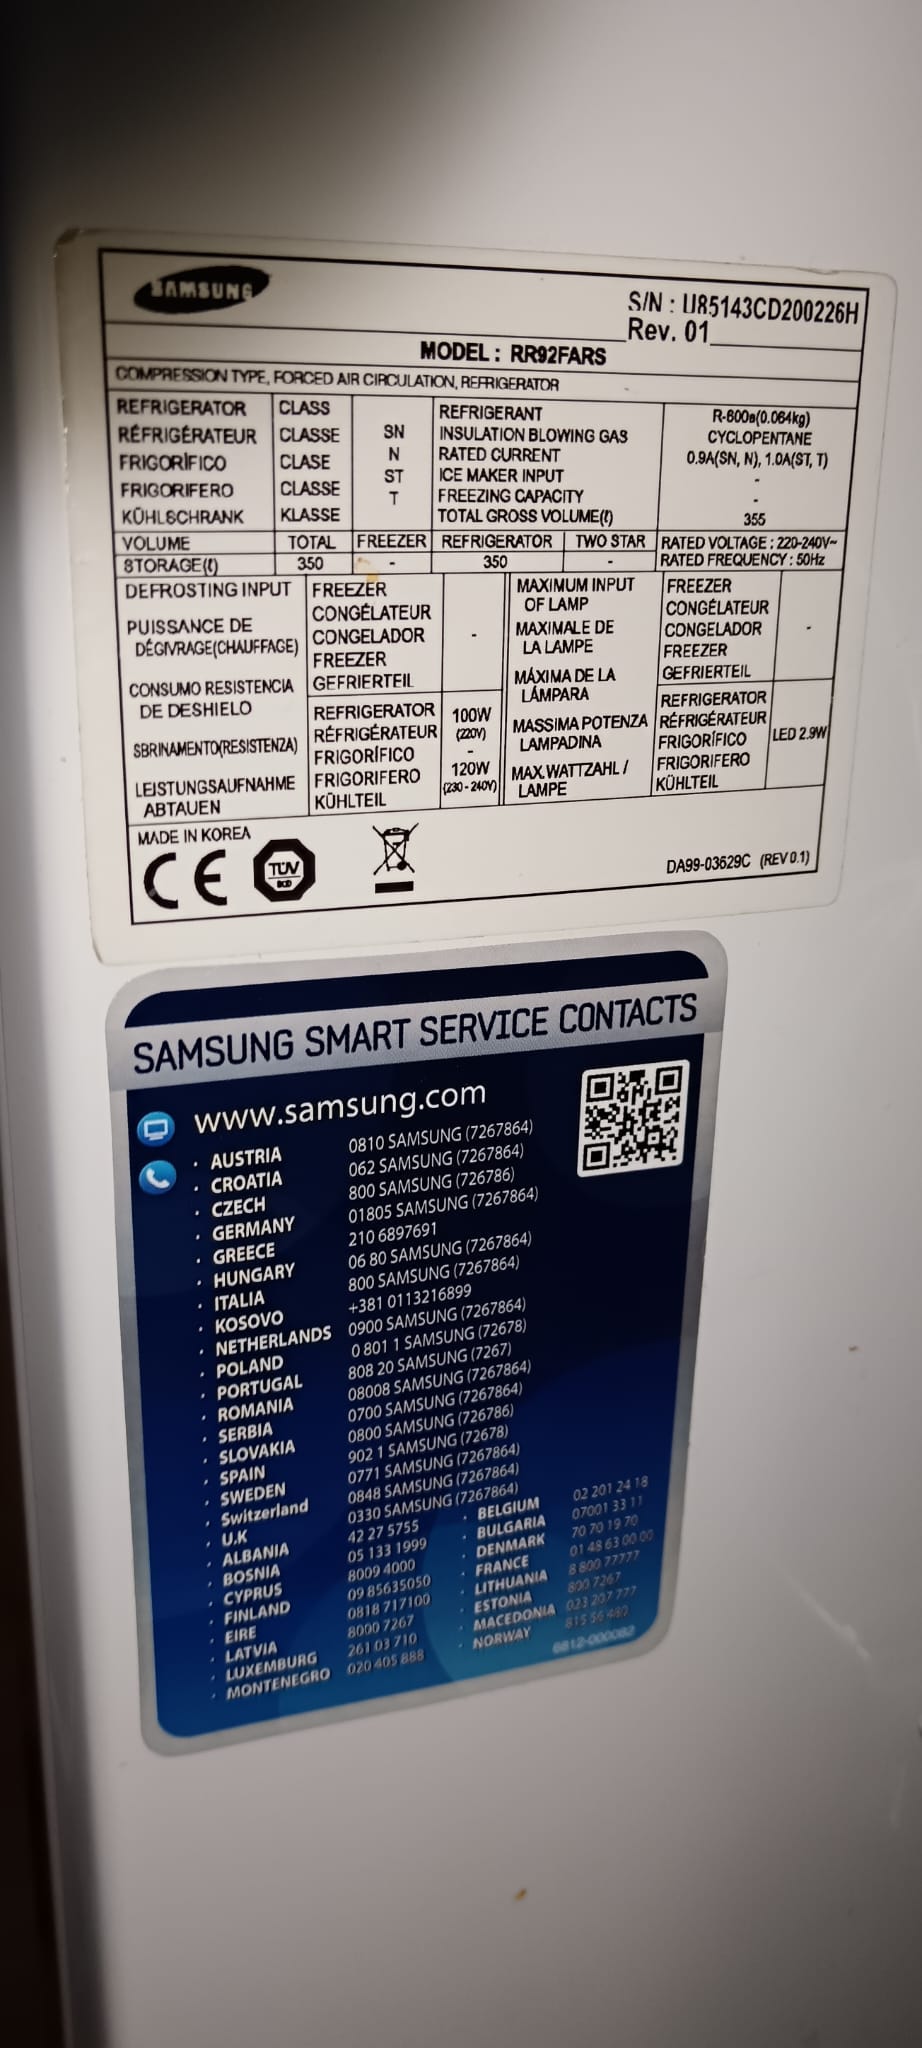 SAMSUNG
S/N : U85143CD200226H
Rev. 01
MODEL : RR92FARS
COMPRESSION TYPE, FORCED AIR CIRCULATION, REFRIGERATOR
REFRIGERATOR CLASS
RÉFRIGÉRATEUR CLASSE
FRIGORÍFICO CLASE
FRIGORIFERO CLASSE
KÜHLSCHRANK KLASSE
SN
N
ST
T
REFRIGERANT R-600a(0.064kg)
INSULATION BLOWING GAS CYCLOPENTANE
RATED CURRENT 0.9A(SN, N), 1.0A(ST, T)
ICE MAKER INPUT -
FREEZING CAPACITY -
TOTAL GROSS VOLUME(ℓ) 355
VOLUME TOTAL FREEZER REFRIGERATOR TWO STAR RATED VOLTAGE : 220-240V~
STORAGE(ℓ) 350 - 350 - RATED FREQUENCY : 50Hz
DEFROSTING INPUT
PUISSANCE DE
DÉGIVRAGE(CHAUFFAGE)
CONSUMO RESISTENCIA
DE DESHIELO
SBRINAMENTO(RESISTENZA)
LEISTUNGSAUFNAHME
ABTAUEN
FREEZER
CONGÉLATEUR
CONGELADOR -
FREEZER
GEFRIERTEIL
REFRIGERATOR 100W
RÉFRIGÉRATEUR (220V)
FRIGORÍFICO -
FRIGORIFERO 120W
KÜHLTEIL (230 - 240V)
MAXIMUM INPUT
OF LAMP
MAXIMALE DE
LA LAMPE
MÁXIMA DE LA
LÁMPARA
MASSIMA POTENZA
LAMPADINA
MAX.WATTZAHL /
LAMPE
FREEZER
CONGÉLATEUR
CONGELADOR -
FREEZER
GEFRIERTEIL
REFRIGERATOR
RÉFRIGÉRATEUR
FRIGORÍFICO LED 2.9W
FRIGORIFERO
KÜHLTEIL
MADE IN KOREA
CE TÜV
DA99-03629C (REV 0.1)
SAMSUNG SMART SERVICE CONTACTS
www.samsung.com
· AUSTRIA 0810 SAMSUNG (7267864)
· CROATIA 062 SAMSUNG (7267864)
· CZECH 800 SAMSUNG (726786)
· GERMANY 01805 SAMSUNG (7267864)
· GREECE 210 6897691
· HUNGARY 06 80 SAMSUNG (7267864)
· ITALIA 800 SAMSUNG (7267864)
· KOSOVO +381 0113216899
· NETHERLANDS 0900 SAMSUNG (7267864)
· POLAND 0 801 1 SAMSUNG (72678)
· PORTUGAL 808 20 SAMSUNG (7267)
· ROMANIA 08008 SAMSUNG (7267864)
· SERBIA 0700 SAMSUNG (7267864)
· SLOVAKIA 0800 SAMSUNG (726786)
· SPAIN 902 1 SAMSUNG (72678)
· SWEDEN 0771 SAMSUNG (7267864)
· Switzerland 0848 SAMSUNG (7267864)
· U.K 0330 SAMSUNG (7267864)
· ALBANIA 42 27 5755
· BOSNIA 05 133 1999
· CYPRUS 8009 4000
· FINLAND 09 85635050
· EIRE 0818 717100
· LATVIA 8000 7267
· LUXEMBURG 261 03 710
· MONTENEGRO 020 405 888
· BELGIUM 02 201 24 18
· BULGARIA 07001 33 11
· DENMARK 70 70 19 70
· FRANCE 01 48 63 00 00
· LITHUANIA 8 800 77777
· ESTONIA 800 7267
· MACEDONIA 023 207 777
· NORWAY 815 56 480